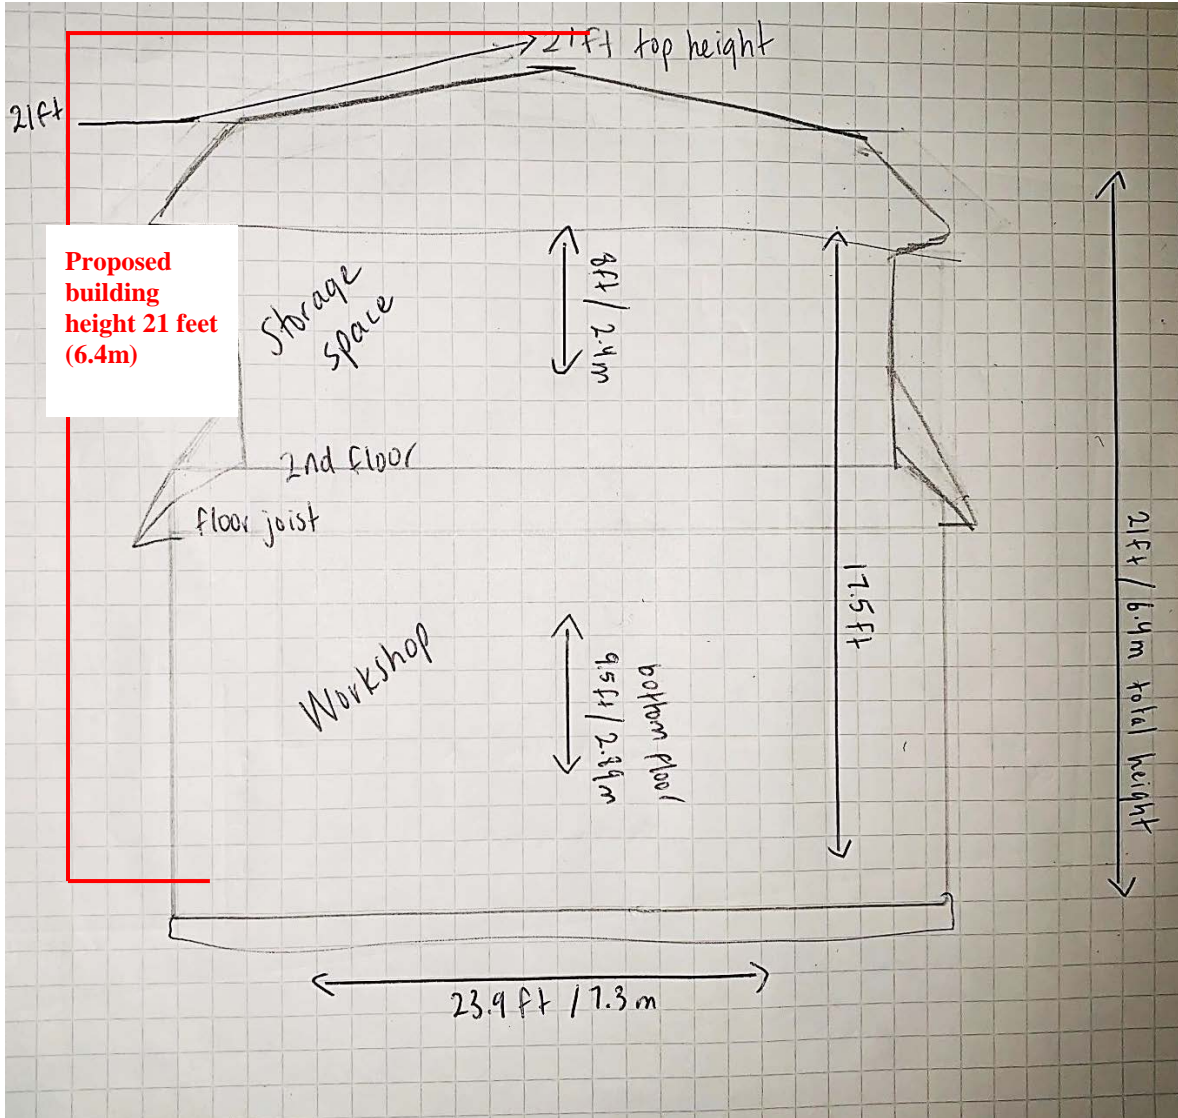 21ft top height
21ft
Proposed
building
height 21 feet
(6.4m)
Storage
space
8ft / 2.4m
2nd floor
floor joist
17.5ft
21ft / 6.4m total height
Workshop
bottom floor
9.5ft / 2.89m
23.9 ft / 7.3m